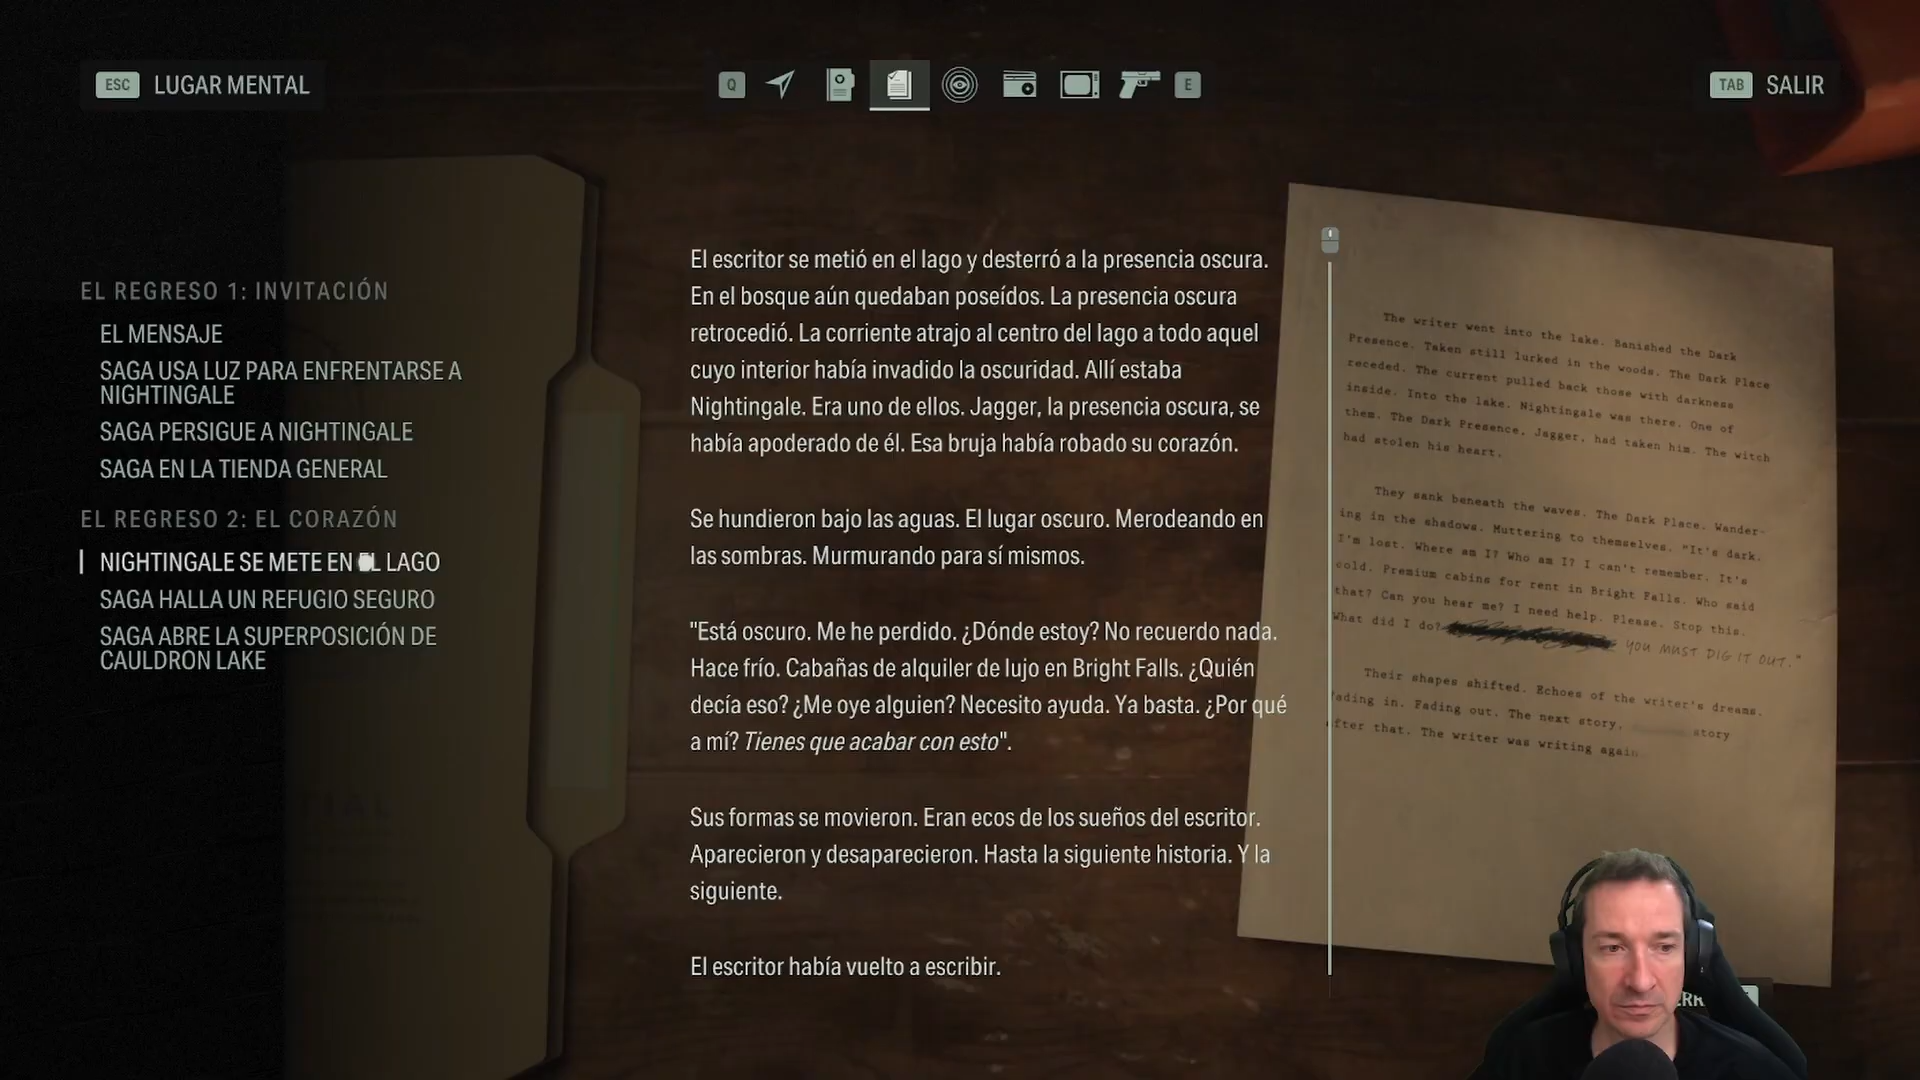 ESC LUGAR MENTAL
Q
E
TAB SALIR
EL REGRESO 1: INVITACIÓN
EL MENSAJE
SAGA USA LUZ PARA ENFRENTARSE A
NIGHTINGALE
SAGA PERSIGUE A NIGHTINGALE
SAGA EN LA TIENDA GENERAL
EL REGRESO 2: EL CORAZÓN
NIGHTINGALE SE METE EN EL LAGO
SAGA HALLA UN REFUGIO SEGURO
SAGA ABRE LA SUPERPOSICIÓN DE
CAULDRON LAKE
El escritor se metió en el lago y desterró a la presencia oscura.
En el bosque aún quedaban poseídos. La presencia oscura
retrocedió. La corriente atrajo al centro del lago a todo aquel
cuyo interior había invadido la oscuridad. Allí estaba
Nightingale. Era uno de ellos. Jagger, la presencia oscura, se
había apoderado de él. Esa bruja había robado su corazón.
Se hundieron bajo las aguas. El lugar oscuro. Merodeando en
las sombras. Murmurando para sí mismos.
"Está oscuro. Me he perdido. ¿Dónde estoy? No recuerdo nada.
Hace frío. Cabañas de alquiler de lujo en Bright Falls. ¿Quién
decía eso? ¿Me oye alguien? Necesito ayuda. Ya basta. ¿Por qué
a mí? Tienes que acabar con esto".
Sus formas se movieron. Eran ecos de los sueños del escritor.
Aparecieron y desaparecieron. Hasta la siguiente historia. Y la
siguiente.
El escritor había vuelto a escribir.
The writer went into the lake. Banished the Dark
Presence. Taken still lurked in the woods. The Dark Place
receded. The current pulled back those with darkness
inside. Into the lake. Nightingale was there. One of
them. The Dark Presence, Jagger, had taken him. The witch
had stolen his heart.
They sank beneath the waves. The Dark Place. Wander-
ing in the shadows. Muttering to themselves. "It's dark.
I'm lost. Where am I? Who am I? I can't remember. It's
cold. Premium cabins for rent in Bright Falls. Who said
that? Can you hear me? I need help. Please. Stop this.
What did I do? YOU MUST DIG IT OUT."
Their shapes shifted. Echoes of the writer's dreams.
Fading in. Fading out. The next story. story
after that. The writer was writing again